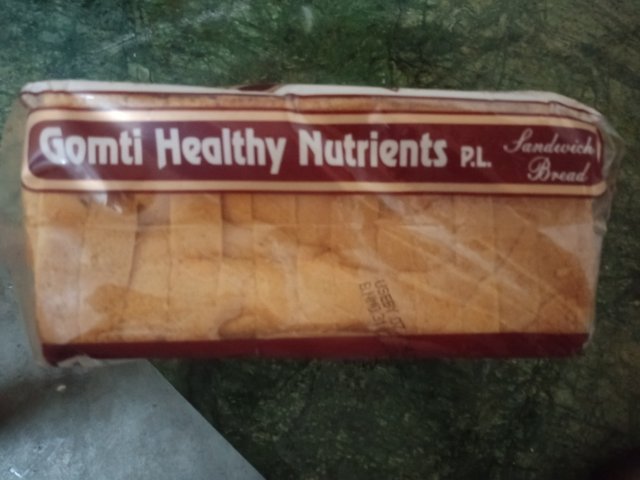 Gomti Healthy Nutrients P.L.
Sandwich
Bread